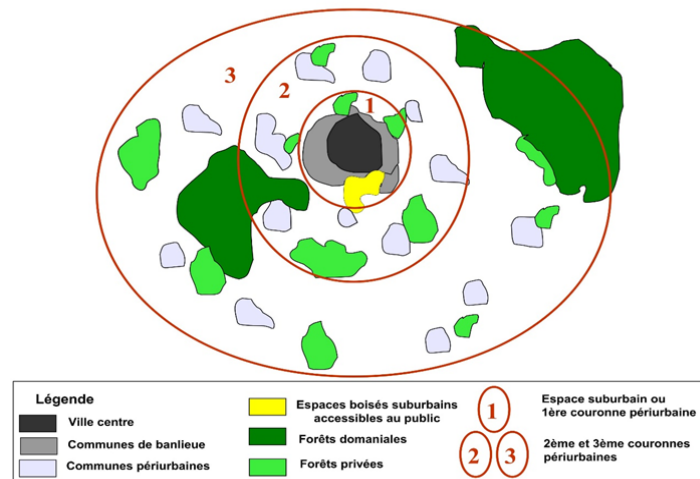 3
2
1
Légende
Ville centre
Communes de banlieue
Communes périurbaines
Espaces boisés suburbains
accessibles au public
Forêts domaniales
Forêts privées
1
Espace suburbain ou
1ère couronne périurbaine
2
3
2ème et 3ème couronnes
périurbaines